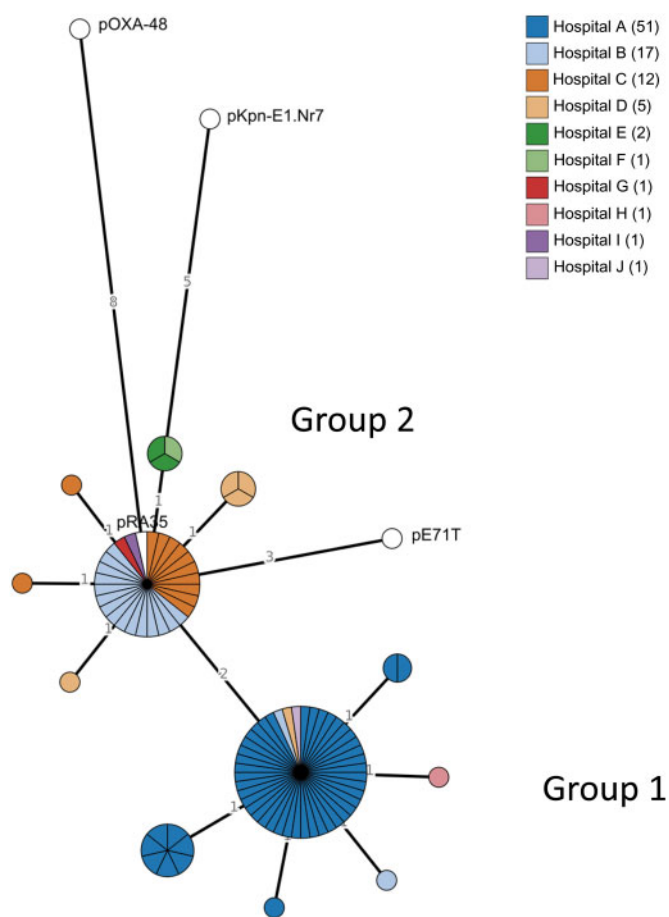 pOXA-48
Hospital A (51)
Hospital B (17)
Hospital C (12)
Hospital D (5)
Hospital E (2)
Hospital F (1)
Hospital G (1)
Hospital H (1)
Hospital I (1)
Hospital J (1)
pKpn-E1.Nr7
5
8
Group 2
1
1
1
pRA35
pE71T
3
1
1
2
1
1
Group 1
1
1
1